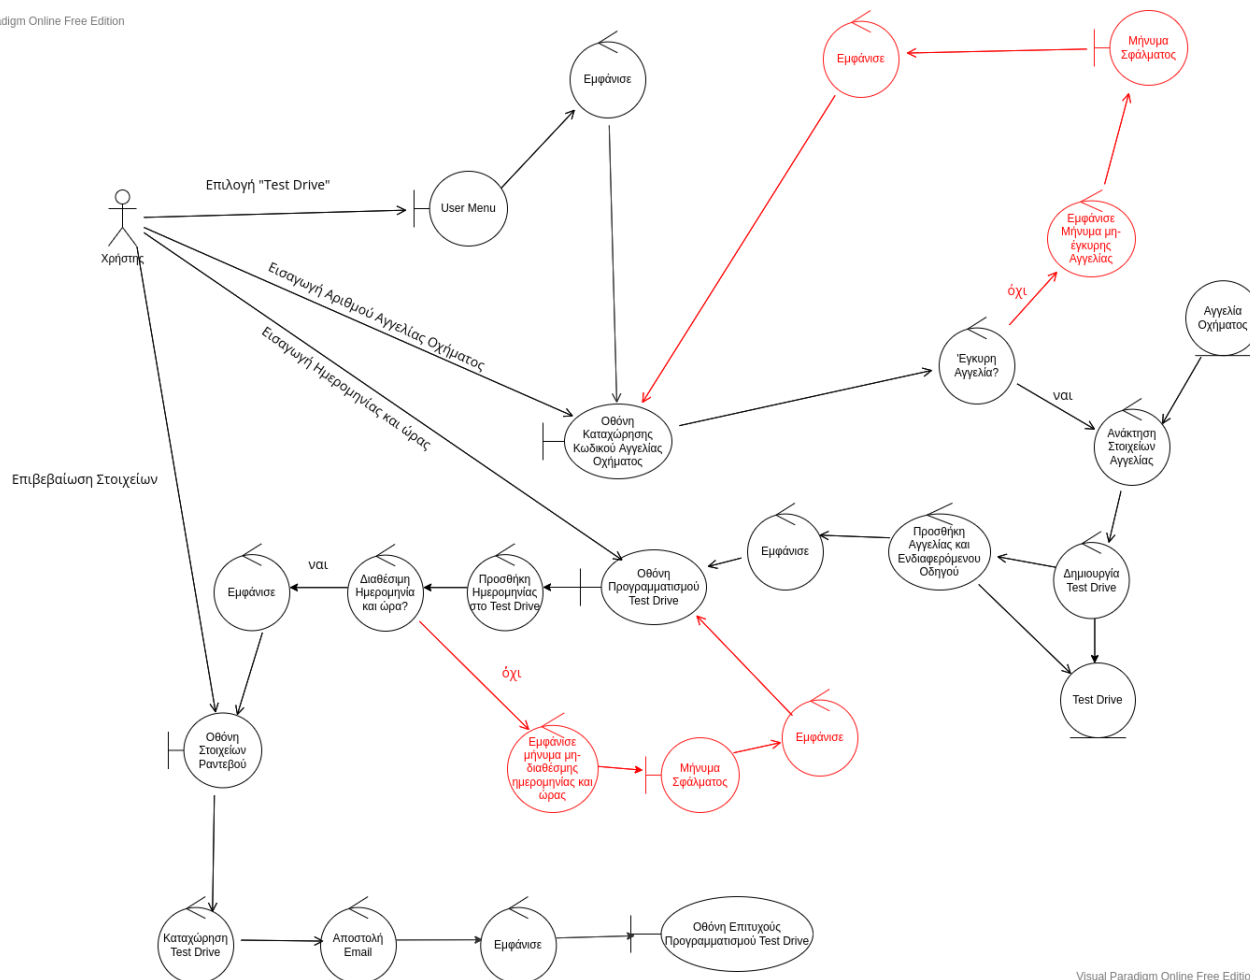 adigm Online Free Edition
Εμφάνισε
Εμφάνισε
Μήνυμα
Σφάλματος
Επιλογή "Test Drive"
User Menu
Χρήστης
Εμφάνισε
Μήνυμα μη-
έγκυρης
Αγγελίας
όχι
Αγγελία
Οχήματος
Εισαγωγή Αριθμού Αγγελίας Οχήματος
Εισαγωγή Ημερομηνίας και ώρας
Έγκυρη
Αγγελία?
ναι
Οθόνη
Καταχώρησης
Κωδικού Αγγελίας
Οχήματος
Ανάκτηση
Στοιχείων
Αγγελίας
Επιβεβαίωση Στοιχείων
Εμφάνισε
ναι
Διαθέσιμη
Ημερομηνία
και ώρα?
Προσθήκη
Ημερομηνίας
στο Test Drive
Οθόνη
Προγραμματισμού
Test Drive
Εμφάνισε
Προσθήκη
Αγγελίας και
Ενδιαφερόμενου
Οδηγού
Δημιουργία
Test Drive
όχι
Test Drive
Οθόνη
Στοιχείων
Ραντεβού
Εμφάνισε
μήνυμα μη-
διαθέσμης
ημερομηνίας και
ώρας
Μήνυμα
Σφάλματος
Εμφάνισε
Καταχώρηση
Test Drive
Αποστολή
Email
Εμφάνισε
Οθόνη Επιτυχούς
Προγραμματισμού Test Drive
Visual Paradigm Online Free Editio